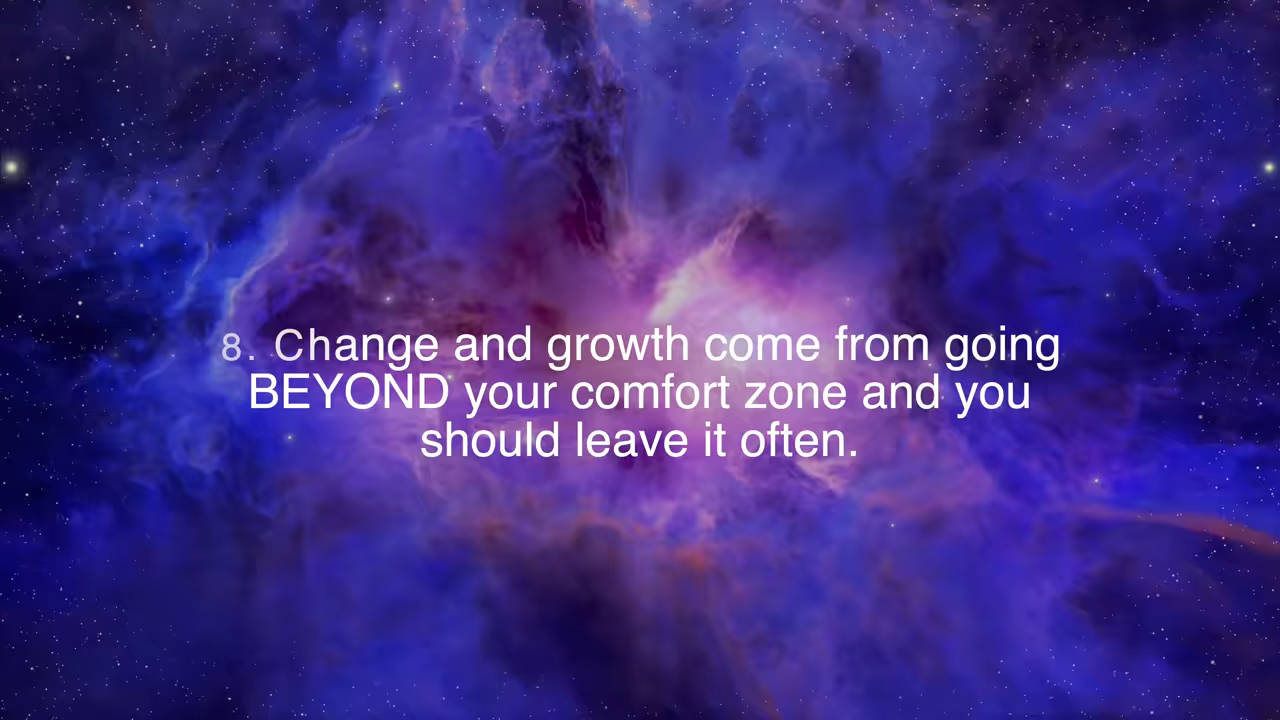 8. Change and growth come from going
BEYOND your comfort zone and you
should leave it often.